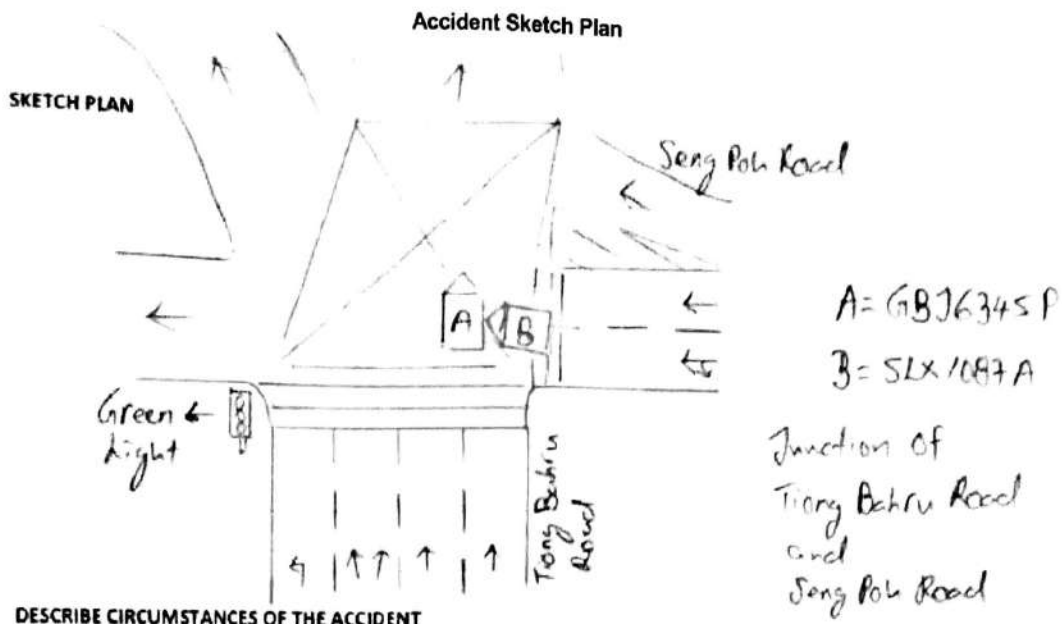 Accident Sketch Plan
SKETCH PLAN
Seng Poh Road
A
B
A = GBJ6345P
B = SLX1087A
Green
Light
Tiong Bahru
Road
Junction of
Tiong Bahru Road
and
Seng Poh Road
DESCRIBE CIRCUMSTANCES OF THE ACCIDENT